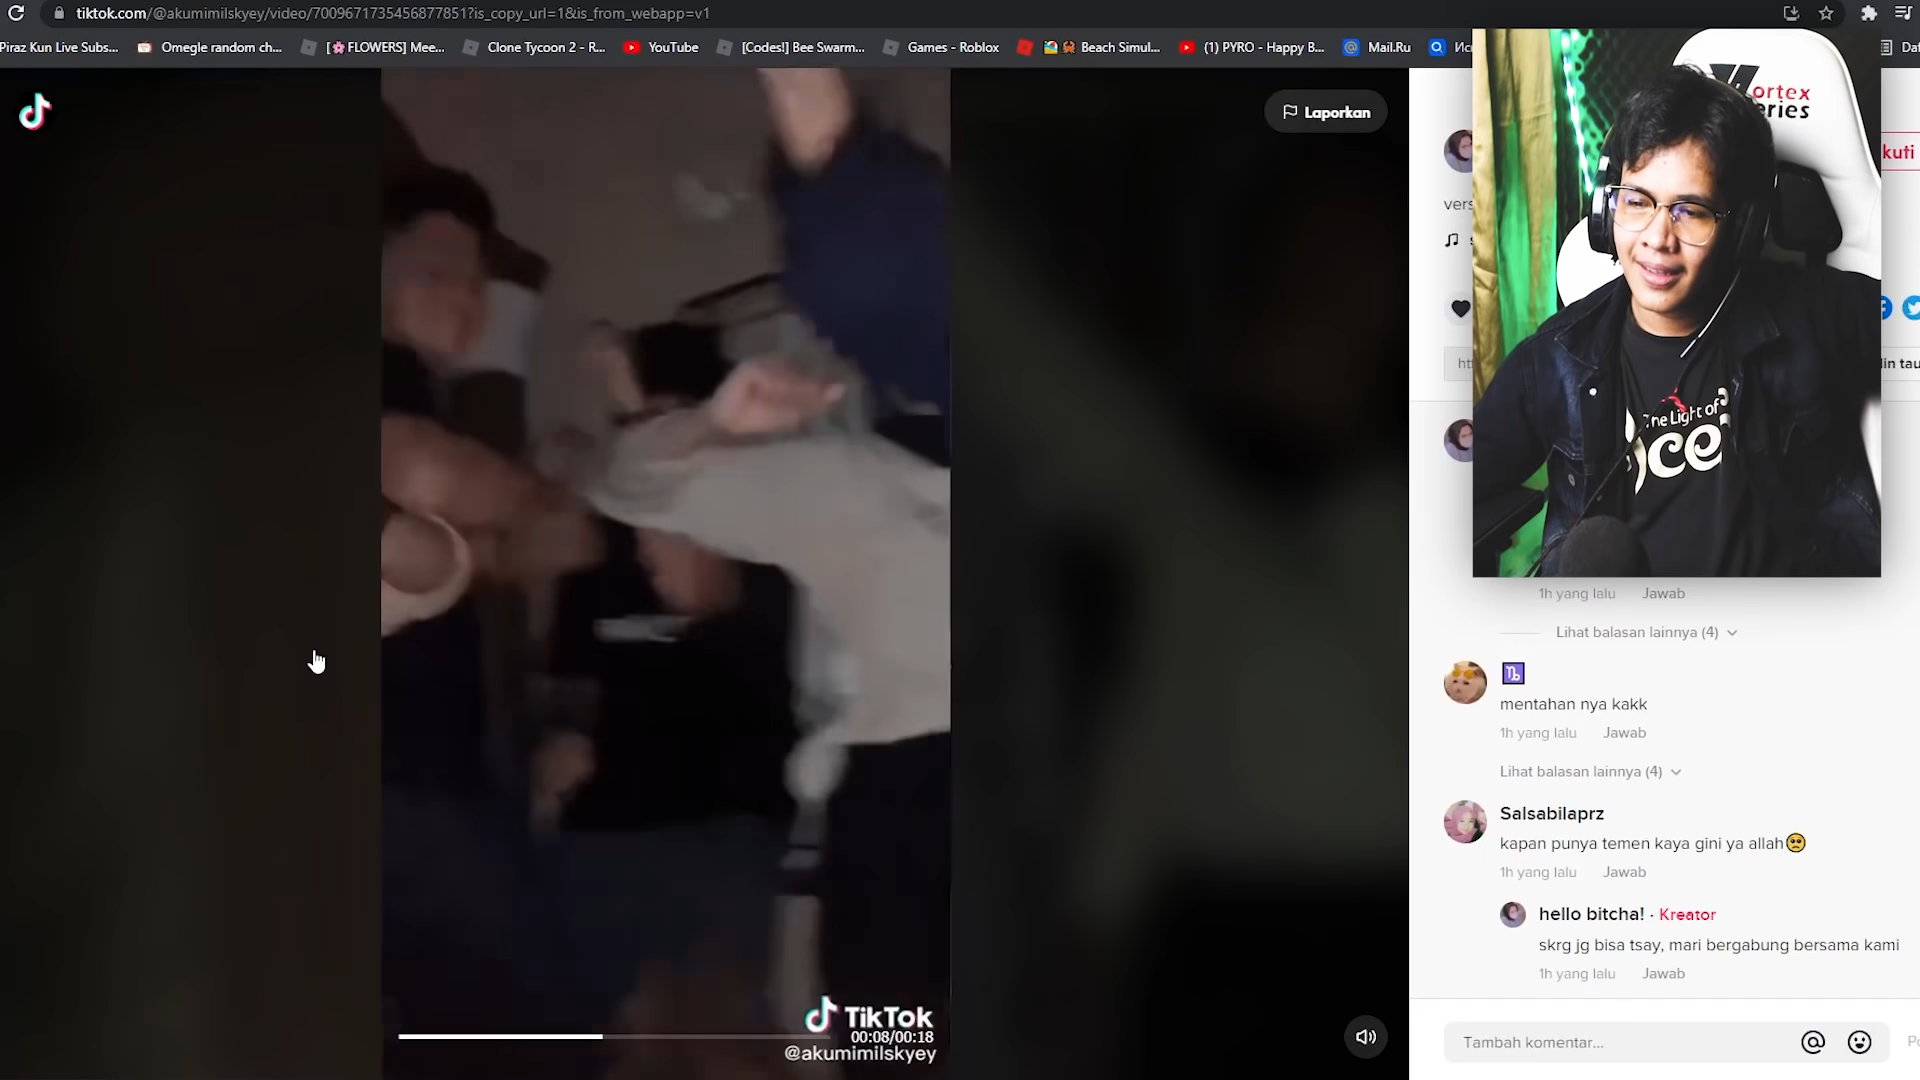 tiktok.com/@akumimilskyey/video/7009671735456877851?is_copy_url=1&is_from_webapp=v1
Piraz Kun Live Subs...
Omegle random ch...
[🌸FLOWERS] Mee...
Clone Tycoon 2 - R...
YouTube
[Codes!] Bee Swarm...
Games - Roblox
🏖️🦀 Beach Simul...
(1) PYRO - Happy B...
Mail.Ru
Laporkan
ortex
eries
kuti
vers
htt
lin tau
The Light of
1h yang lalu Jawab
Lihat balasan lainnya (4)
♑
mentahan nya kakk
1h yang lalu Jawab
Lihat balasan lainnya (4)
Salsabilaprz
kapan punya temen kaya gini ya allah🥺
1h yang lalu Jawab
hello bitcha! · Kreator
skrg jg bisa tsay, mari bergabung bersama kami
1h yang lalu Jawab
Tambah komentar...
TikTok
00:08/00:18
@akumimilskyey